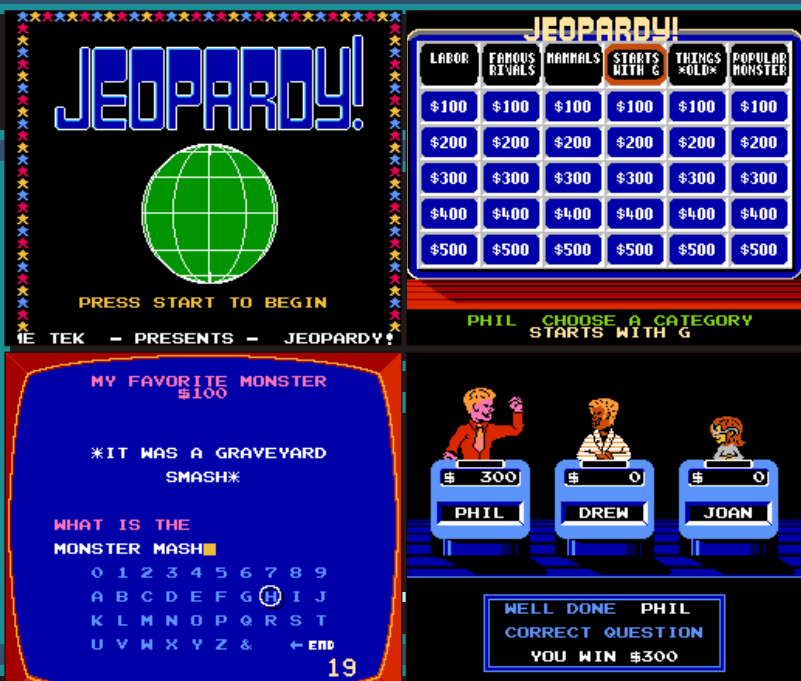 JEOPARDY!
PRESS START TO BEGIN
ME TEK - PRESENTS - JEOPARDY!
JEOPARDY!
LABOR FAMOUS RIVALS MAMMALS STARTS WITH G THINGS *OLD* POPULAR MONSTER
$100 $100 $100 $100 $100 $100
$200 $200 $200 $200 $200 $200
$300 $300 $300 $300 $300 $300
$400 $400 $400 $400 $400 $400
$500 $500 $500 $500 $500 $500
PHIL CHOOSE A CATEGORY
STARTS WITH G
MY FAVORITE MONSTER
$100
*IT WAS A GRAVEYARD
SMASH*
WHAT IS THE
MONSTER MASH
0 1 2 3 4 5 6 7 8 9
A B C D E F G H I J
K L M N O P Q R S T
U V W X Y Z & ← END
19
$ 300 $ 0 $ 0
PHIL DREW JOAN
WELL DONE PHIL
CORRECT QUESTION
YOU WIN $300